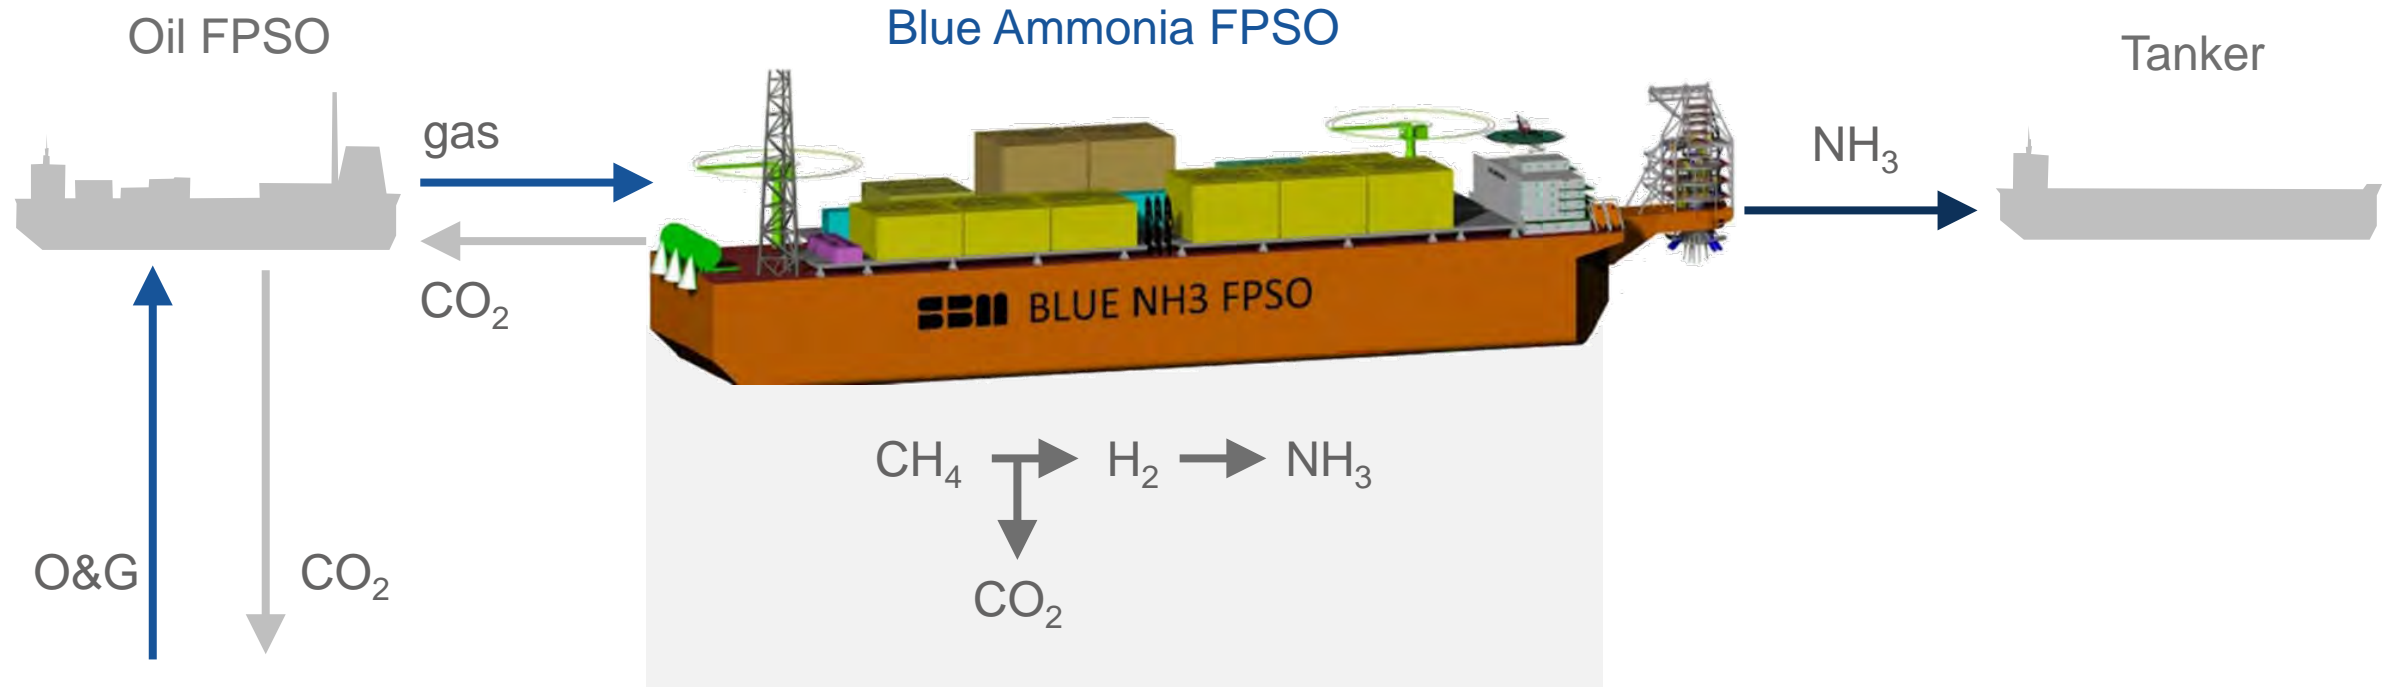 Oil FPSO
Blue Ammonia FPSO
Tanker
gas
NH₃
CO₂
SBM BLUE NH3 FPSO
CH₄ H₂ NH₃
O&G
CO₂
CO₂